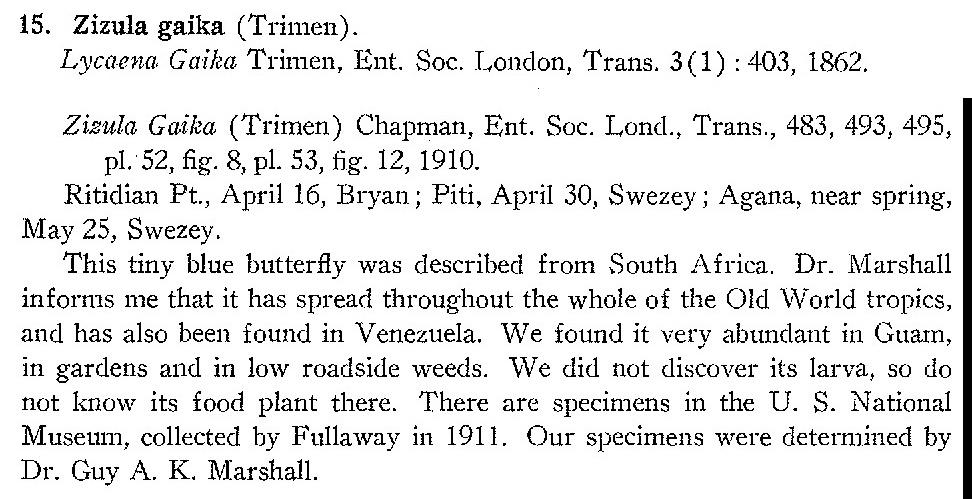 15. Zizula gaika (Trimen).
Lycaena Gaika Trimen, Ent. Soc. London, Trans. 3(1) : 403, 1862.
Zizula Gaika (Trimen) Chapman, Ent. Soc. Lond., Trans., 483, 493, 495,
pl. 52, fig. 8, pl. 53, fig. 12, 1910.
Ritidian Pt., April 16, Bryan; Piti, April 30, Swezey; Agana, near spring,
May 25, Swezey.
This tiny blue butterfly was described from South Africa. Dr. Marshall
informs me that it has spread throughout the whole of the Old World tropics,
and has also been found in Venezuela. We found it very abundant in Guam,
in gardens and in low roadside weeds. We did not discover its larva, so do
not know its food plant there. There are specimens in the U. S. National
Museum, collected by Fullaway in 1911. Our specimens were determined by
Dr. Guy A. K. Marshall.